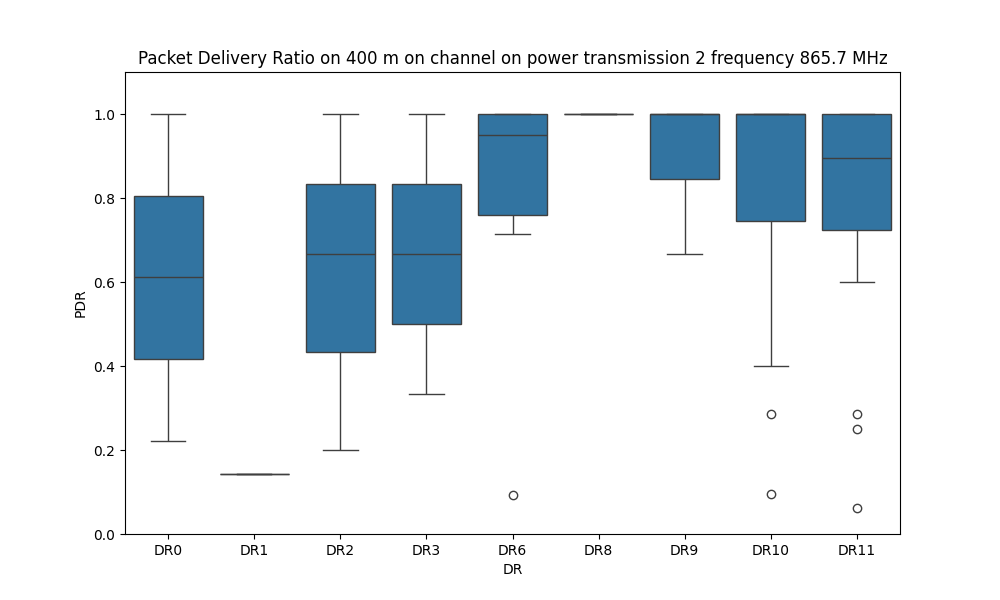 Packet Delivery Ratio on 400 m on channel on power transmission 2 frequency 865.7 MHz
1.0
0.8
0.6
0.4
0.2
0.0
PDR
DR0 DR1 DR2 DR3 DR6 DR8 DR9 DR10 DR11
DR